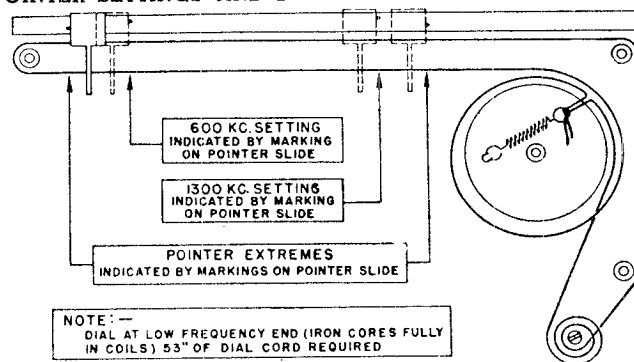 600 KC. SETTING
INDICATED BY MARKING
ON POINTER SLIDE
1300 KC. SETTING
INDICATED BY MARKING
ON POINTER SLIDE
POINTER EXTREMES
INDICATED BY MARKINGS ON POINTER SLIDE
NOTE:—
DIAL AT LOW FREQUENCY END (IRON CORES FULLY
IN COILS) 53" OF DIAL CORD REQUIRED